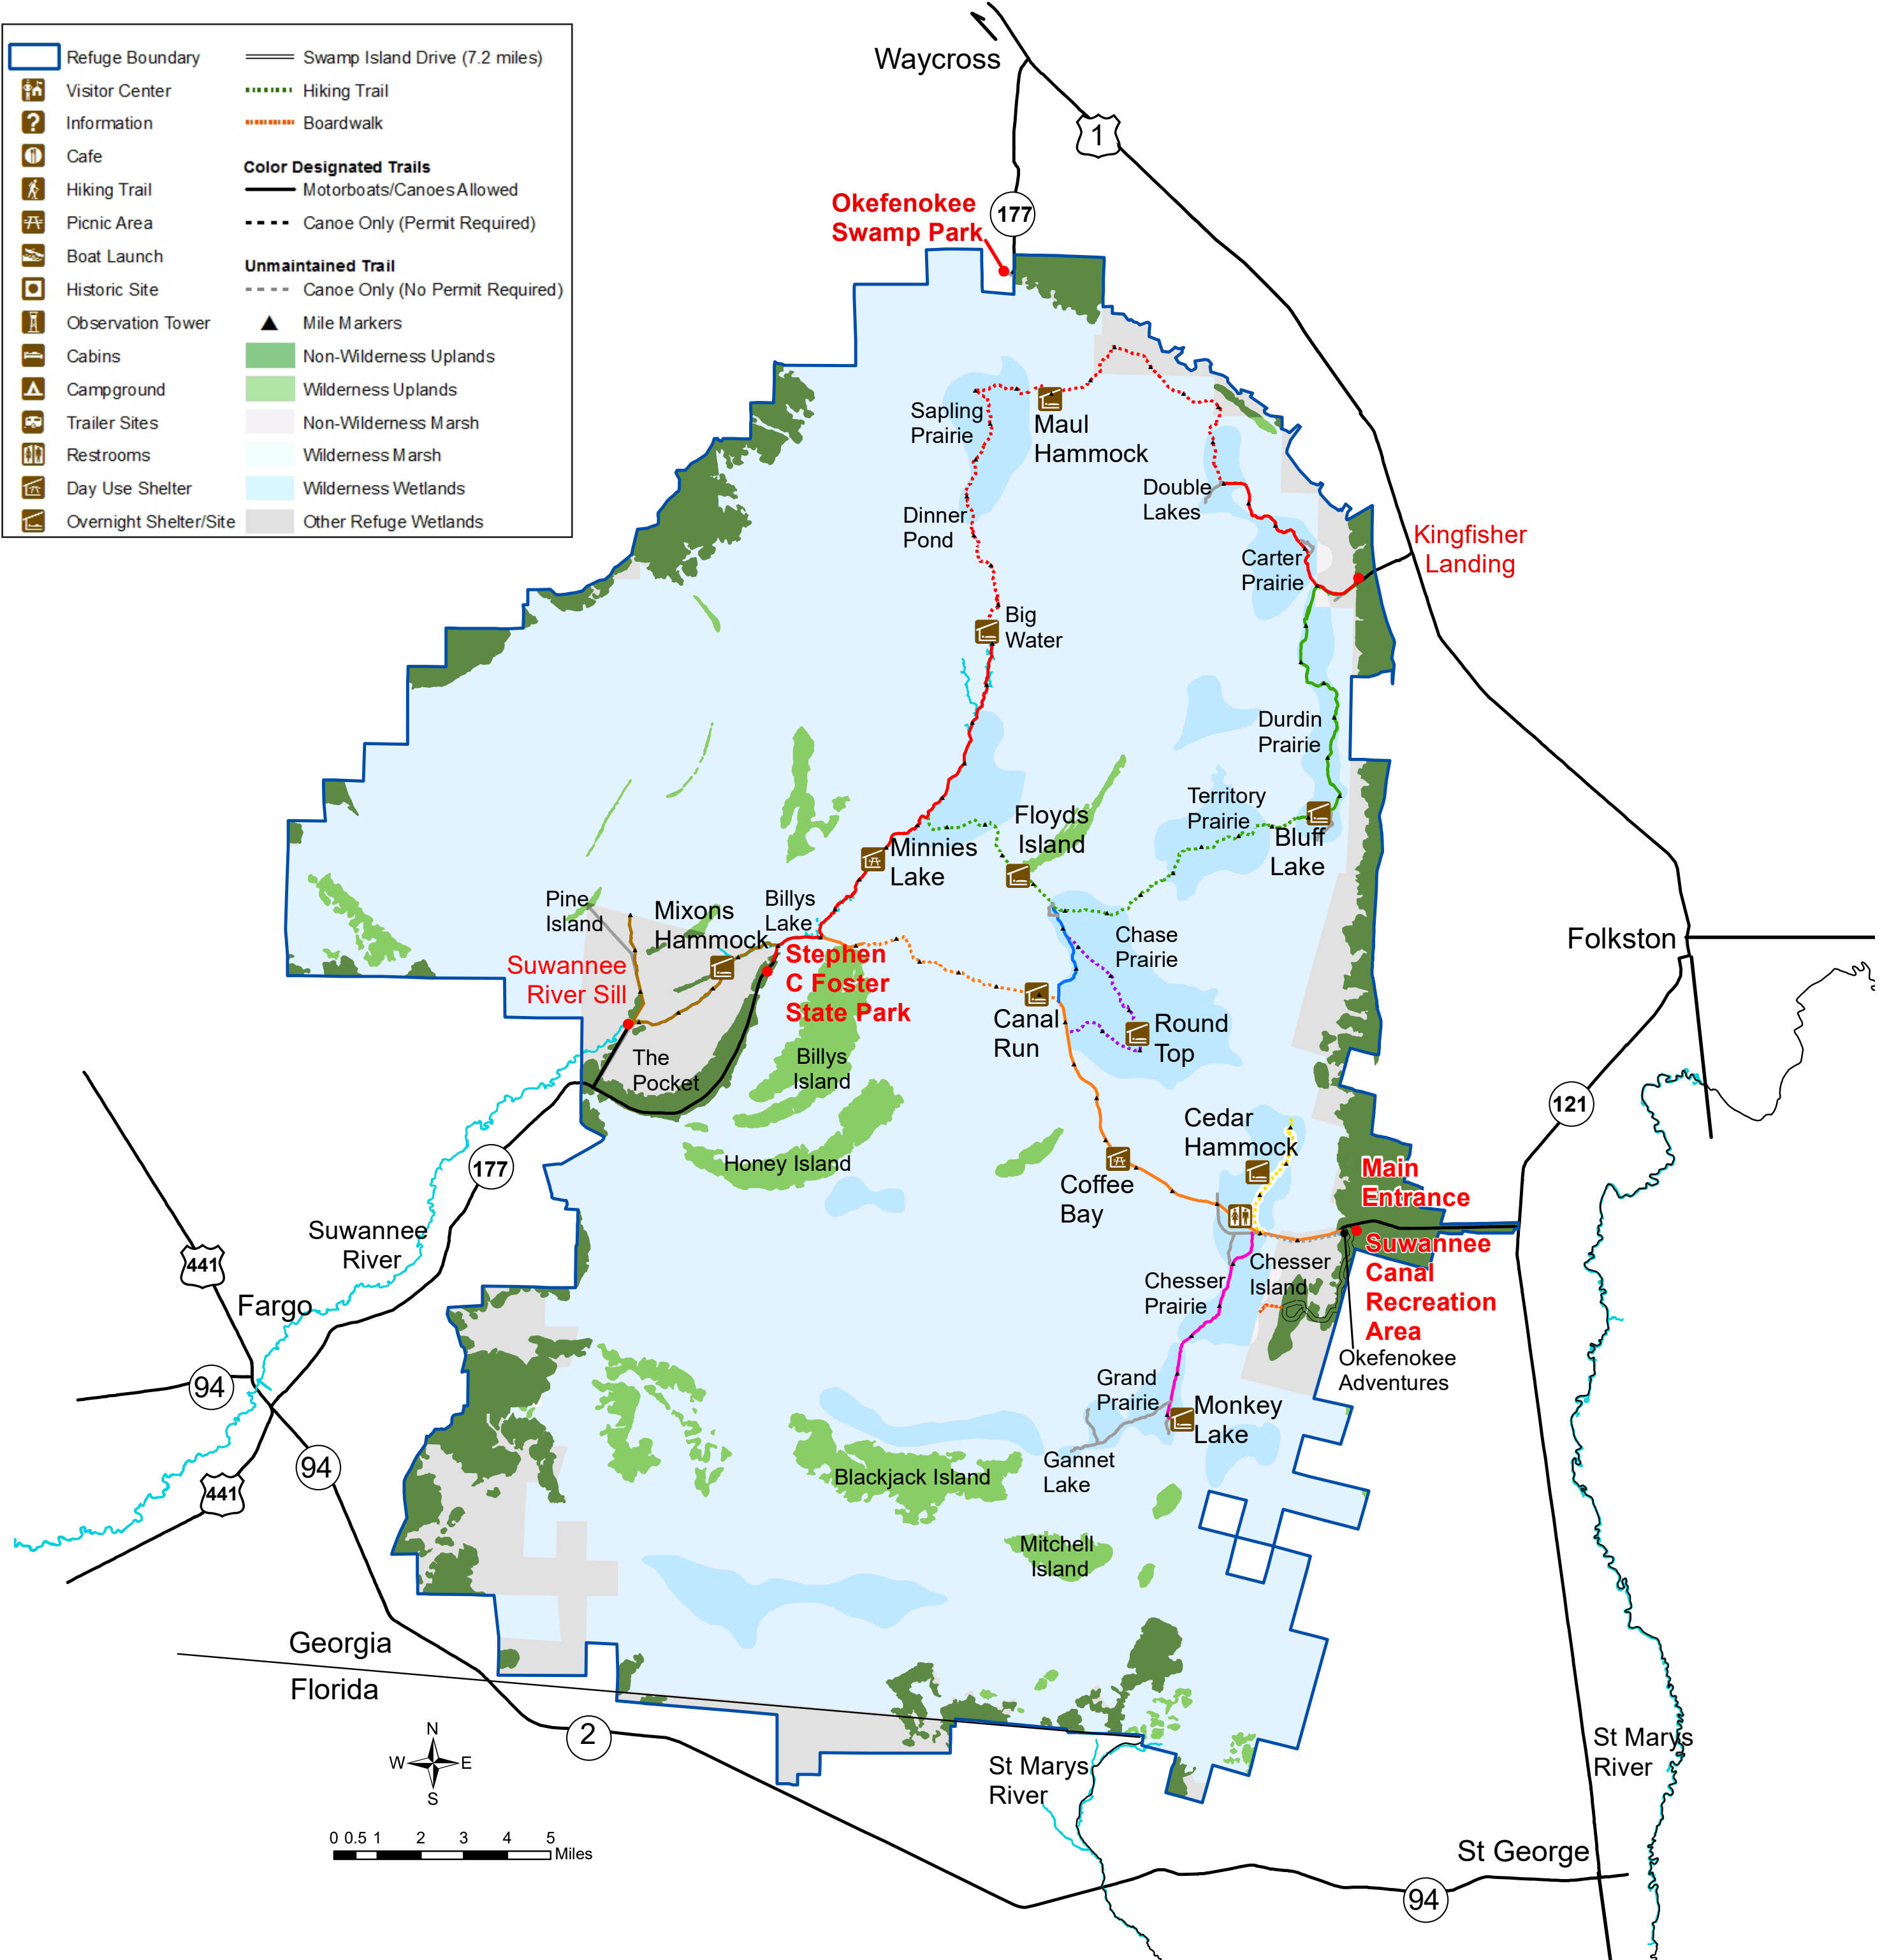 Refuge Boundary
Visitor Center
Information
Cafe
Hiking Trail
Picnic Area
Boat Launch
Historic Site
Observation Tower
Cabins
Campground
Trailer Sites
Restrooms
Day Use Shelter
Overnight Shelter/Site
Swamp Island Drive (7.2 miles)
Hiking Trail
Boardwalk
Color Designated Trails
Motorboats/Canoes Allowed
Canoe Only (Permit Required)
Unmaintained Trail
Canoe Only (No Permit Required)
Mile Markers
Non-Wilderness Uplands
Wilderness Uplands
Non-Wilderness Marsh
Wilderness Marsh
Wilderness Wetlands
Other Refuge Wetlands
Waycross
1
177
Okefenokee
Swamp Park
Sapling
Prairie
Maul
Hammock
Double
Lakes
Dinner
Pond
Carter
Prairie
Kingfisher
Landing
Big
Water
Durdin
Prairie
Territory
Prairie
Bluff
Lake
Floyds
Island
Minnies
Lake
Pine
Island
Mixons
Hammock
Billys
Lake
Suwannee
River Sill
Stephen
C Foster
State Park
Chase
Prairie
Folkston
Canal
Run
Round
Top
The
Pocket
Billys
Island
121
Honey Island
177
Cedar
Hammock
Coffee
Bay
Main
Entrance
Suwannee
River
441
Fargo
Chesser
Island
Suwannee
Canal
Recreation
Area
Chesser
Prairie
Okefenokee
Adventures
94
Grand
Prairie
Monkey
Lake
94
441
Gannet
Lake
Blackjack Island
Mitchell
Island
Georgia
Florida
2
N
W
E
S
St Marys
River
St Marys
River
0 0.5 1 2 3 4 5
Miles
St George
94